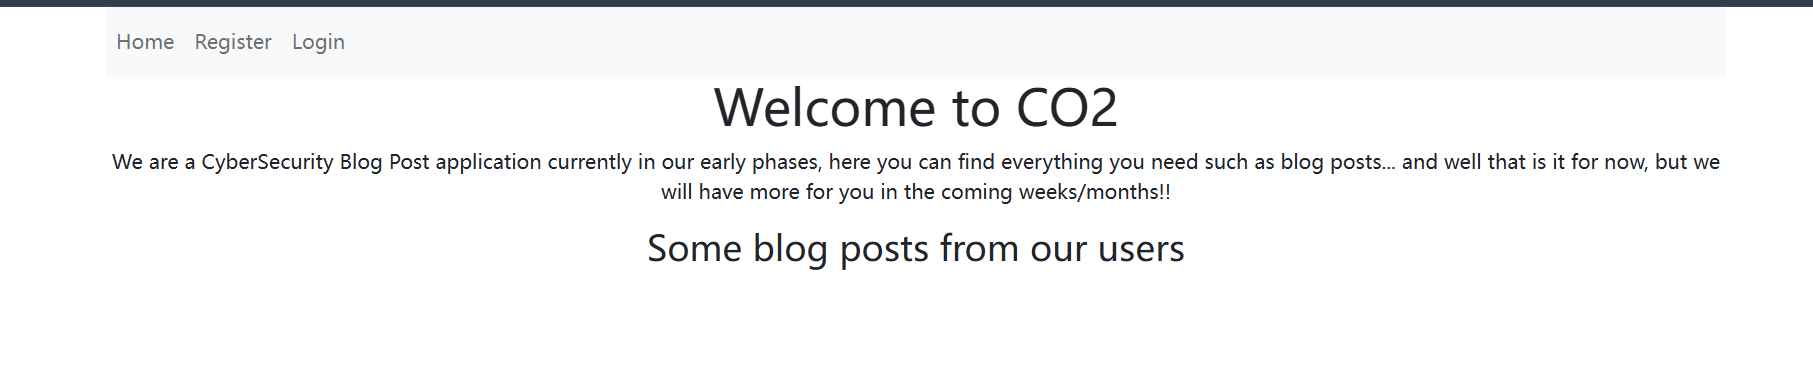 Home Register Login
Welcome to CO2
We are a CyberSecurity Blog Post application currently in our early phases, here you can find everything you need such as blog posts... and well that is it for now, but we
will have more for you in the coming weeks/months!!
Some blog posts from our users